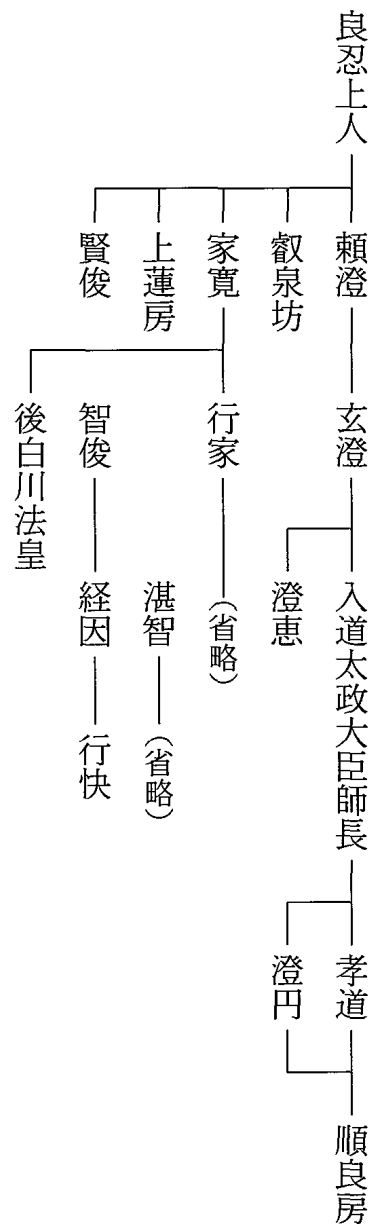 良忍上人
頼澄
玄澄
入道太政大臣師長
孝道
順良房
叡泉坊
澄恵
澄円
家寛
行家
(省略)
上蓮房
湛智
(省略)
賢俊
智俊
経因
行快
後白川法皇